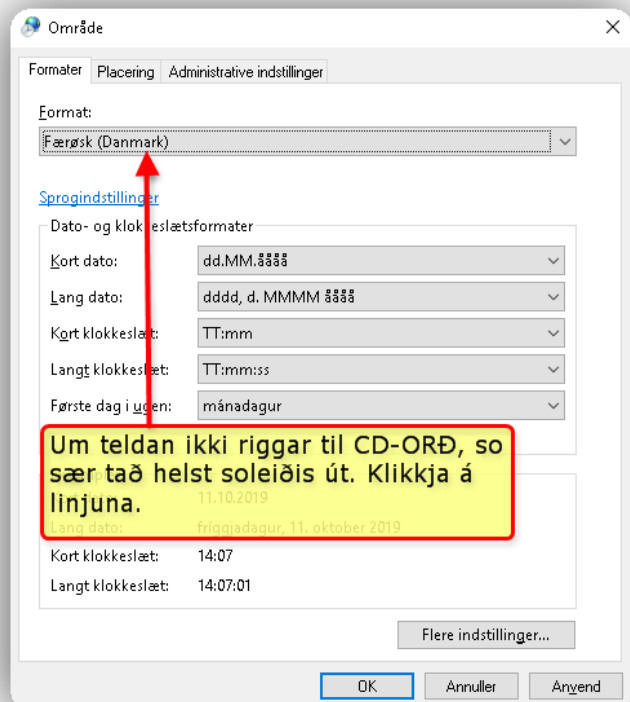 Område
Formater Placering Administrative indstillinger
Format:
Færøsk (Danmark)
Sprogindstillinger
Dato- og klokkeslætsformater
Kort dato: dd.MM.åååå
Lang dato: dddd, d. MMMM åååå
Kort klokkeslæt: TT:mm
Langt klokkeslæt: TT:mm:ss
Første dag i ugen: mánadagur
Um teldan ikki riggar til CD-ORÐ, so
sær tað helst soleiðis út. Klikkja á
linjuna.
Kort dato: 11.10.2019
Lang dato: fríggjadagur, 11. oktober 2019
Kort klokkeslæt: 14:07
Langt klokkeslæt: 14:07:01
Flere indstillinger...
OK Annuller Anvend